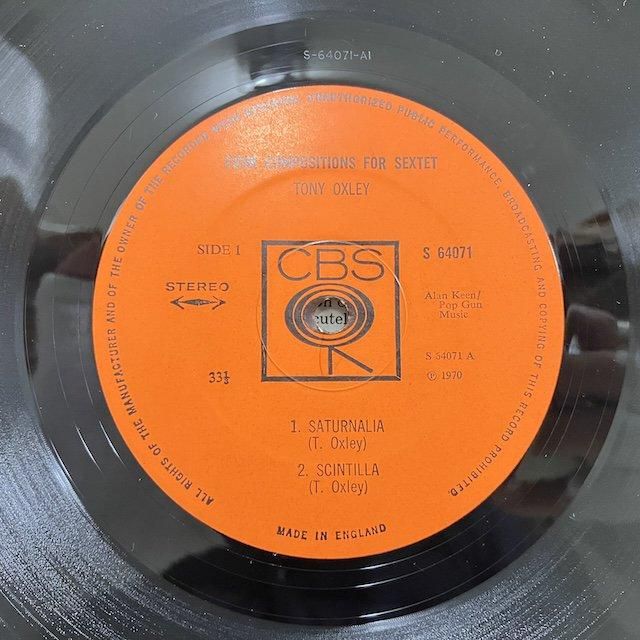 S-64071-A1
ALL RIGHTS OF THE MANUFACTURER AND OF THE OWNER OF THE RECORDED WORK RESERVED. UNAUTHORIZED PUBLIC PERFORMANCE, BROADCASTING AND COPYING OF THIS RECORD PROHIBITED.
FOUR COMPOSITIONS FOR SEXTET
TONY OXLEY
SIDE 1
CBS
S 64071
STEREO
Alan Keen/
Pop Gun
Music
cutel
S 64071 A
33⅓
℗ 1970
1. SATURNALIA
(T. Oxley)
2. SCINTILLA
(T. Oxley)
MADE IN ENGLAND